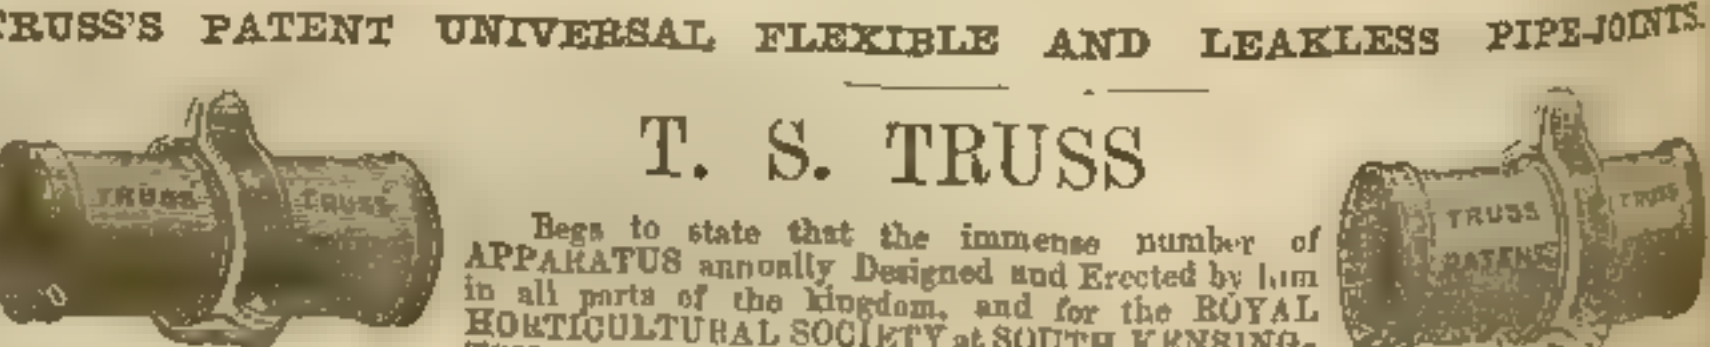 TRUSS'S PATENT UNIVERSAL FLEXIBLE AND LEAKLESS PIPE-JOINTS.
T. S. TRUSS
TRUSS TRUSS
TRUSS TRUSS
PATENT
Begs to state that the immense number of
APPARATUS annually Designed and Erected by him
in all parts of the kingdom, and for the ROYAL
HORTICULTURAL SOCIETY at SOUTH KENSING-